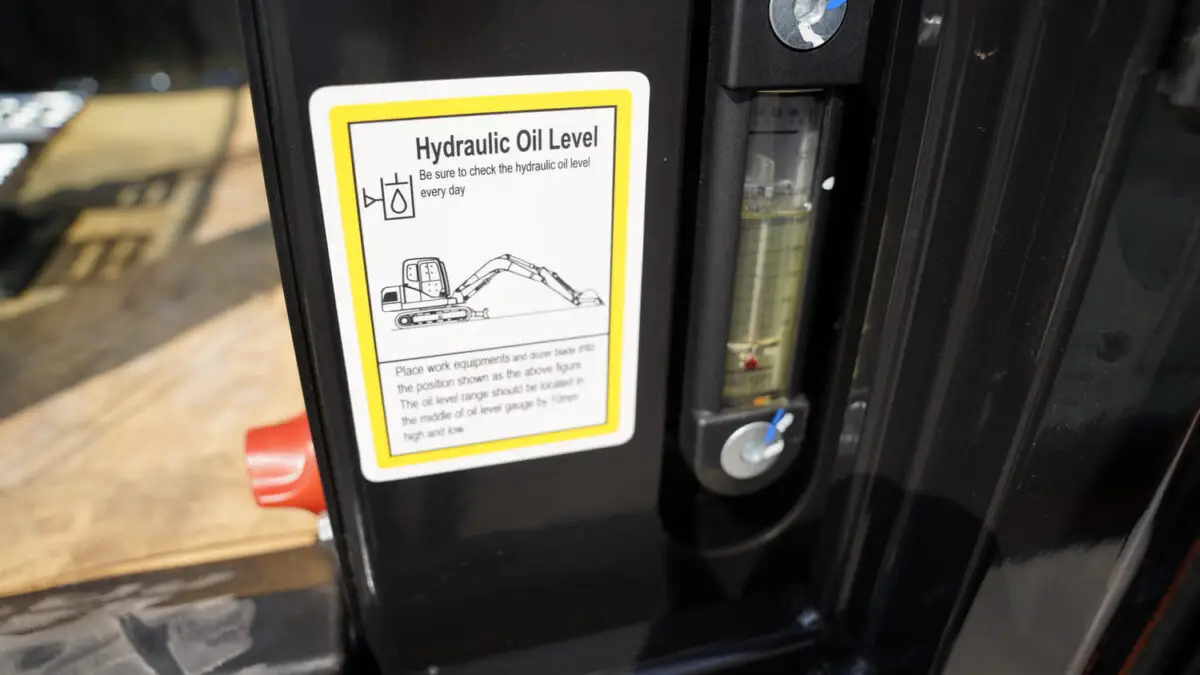 Hydraulic Oil Level
Be sure to check the hydraulic oil level
every day
Place work equipments and dozer blade into
the position shown as the above figure
The oil level range should be located in
the middle of oil level gauge by 10mm
high and low